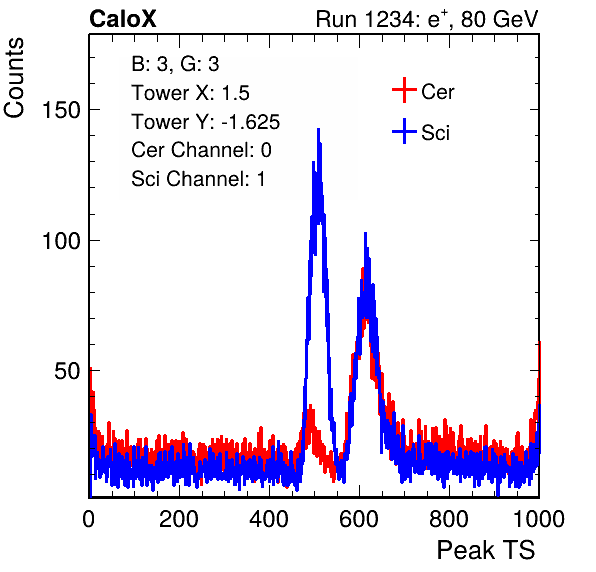 CaloX Run 1234: e⁺, 80 GeV
Counts
B: 3, G: 3
Tower X: 1.5
Tower Y: -1.625
Cer Channel: 0
Sci Channel: 1
Cer
Sci
150
100
50
0 200 400 600 800 1000
Peak TS